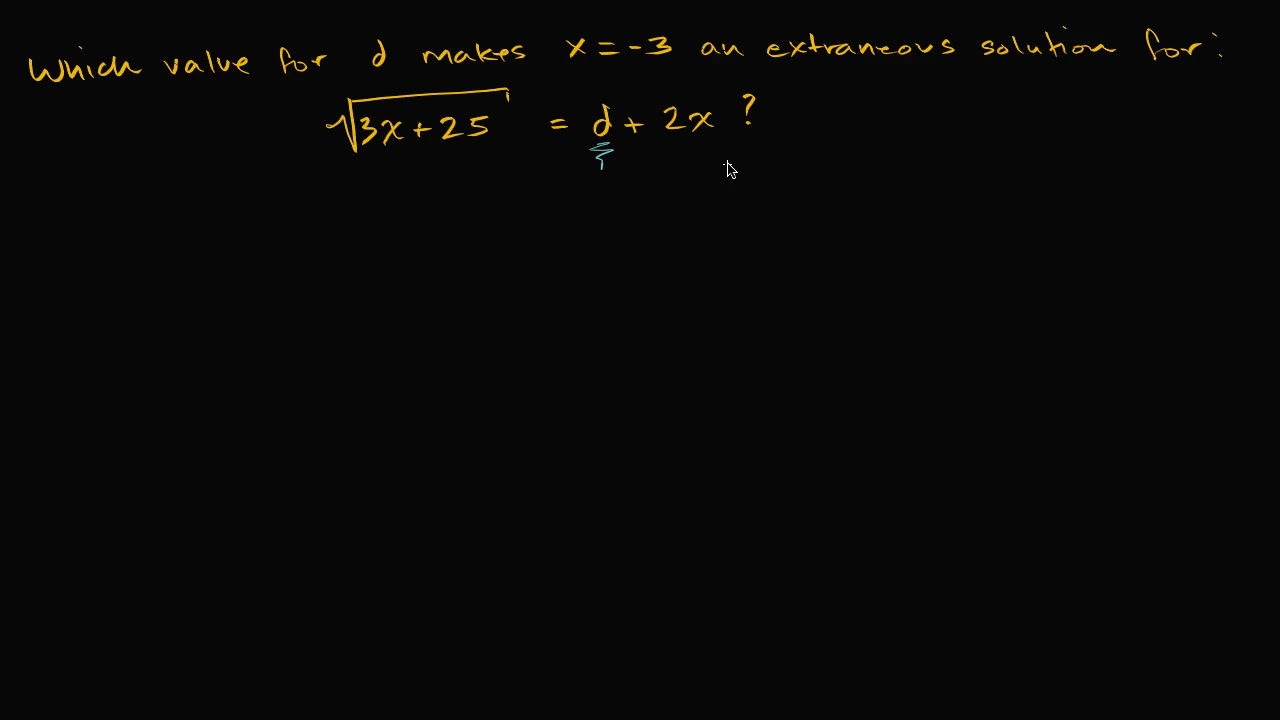 Which value for d makes x = -3 an extraneous solution for:
√3x + 25 = d + 2x ?